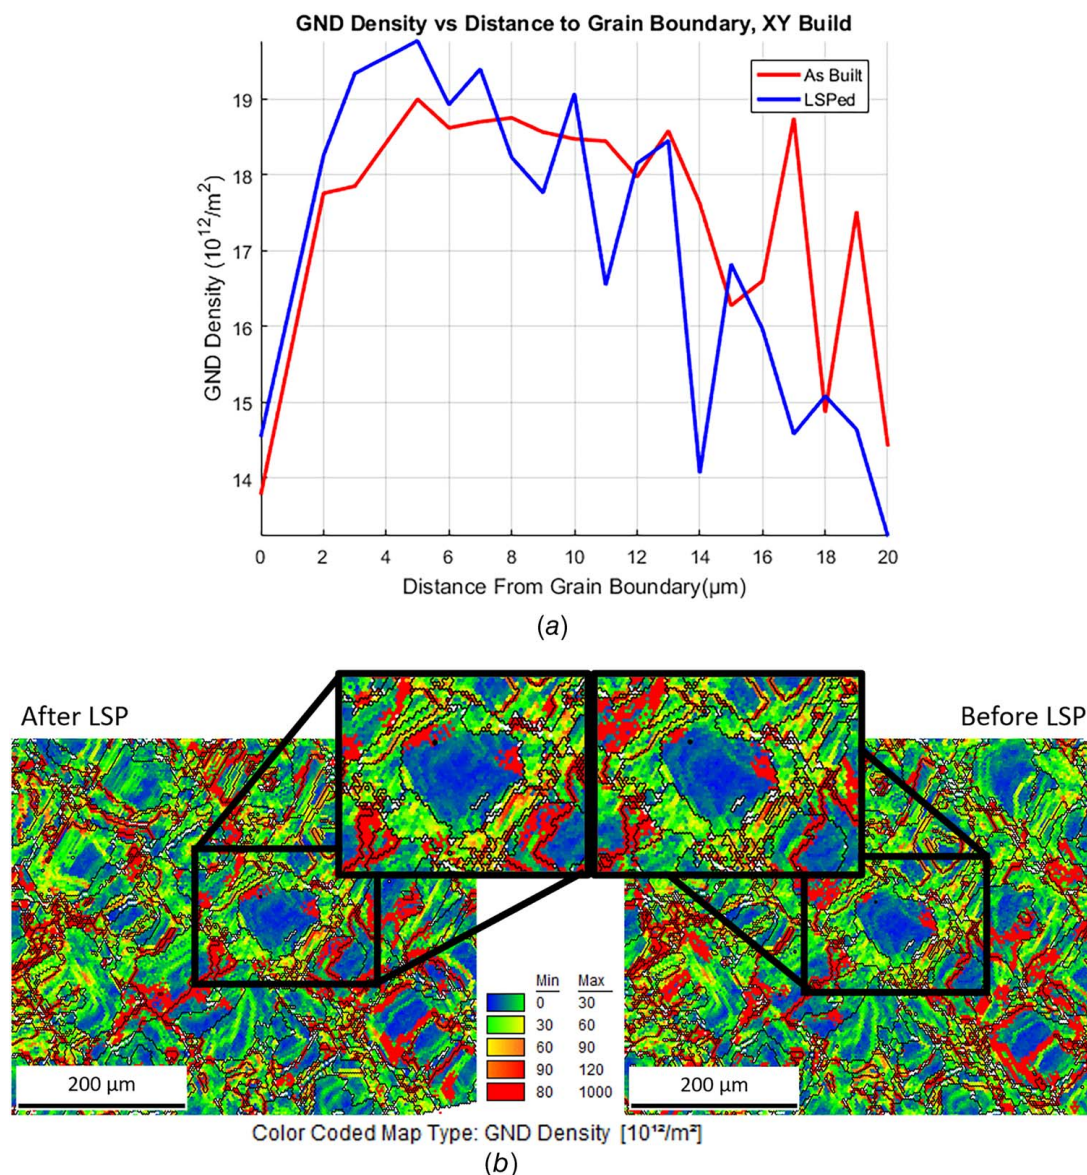 GND Density vs Distance to Grain Boundary, XY Build
As Built
LSPed
19
18
17
16
15
14
GND Density (10^12/m^2)
0 2 4 6 8 10 12 14 16 18 20
Distance From Grain Boundary(μm)
(a)
After LSP
Before LSP
Min Max
0 30
30 60
60 90
90 120
80 1000
200 μm
200 μm
Color Coded Map Type: GND Density [10¹²/m²]
(b)